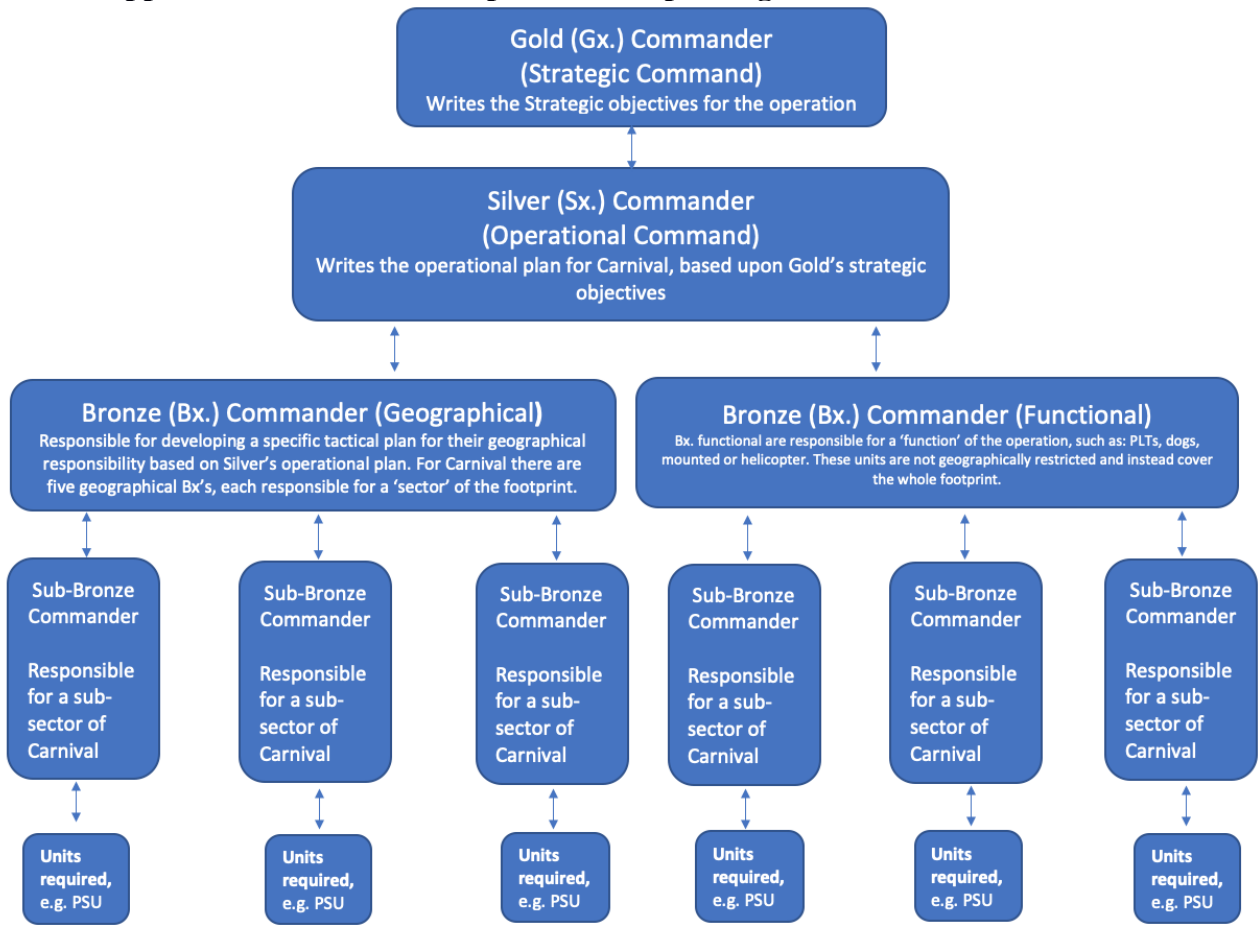 Gold (Gx.) Commander
(Strategic Command)
Writes the Strategic objectives for the operation
Silver (Sx.) Commander
(Operational Command)
Writes the operational plan for Carnival, based upon Gold's strategic
objectives
Bronze (Bx.) Commander (Geographical)
Responsible for developing a specific tactical plan for their geographical
responsibility based on Silver's operational plan. For Carnival there are
five geographical Bx's, each responsible for a 'sector' of the footprint.
Bronze (Bx.) Commander (Functional)
Bx. functional are responsible for a 'function' of the operation, such as: PLTs, dogs,
mounted or helicopter. These units are not geographically restricted and instead cover
the whole footprint.
Sub-Bronze
Commander
Responsible
for a sub-
sector of
Carnival
Sub-Bronze
Commander
Responsible
for a sub-
sector of
Carnival
Sub-Bronze
Commander
Responsible
for a sub-
sector of
Carnival
Sub-Bronze
Commander
Responsible
for a sub-
sector of
Carnival
Sub-Bronze
Commander
Responsible
for a sub-
sector of
Carnival
Sub-Bronze
Commander
Responsible
for a sub-
sector of
Carnival
Units
required,
e.g. PSU
Units
required,
e.g. PSU
Units
required,
e.g. PSU
Units
required,
e.g. PSU
Units
required,
e.g. PSU
Units
required,
e.g. PSU